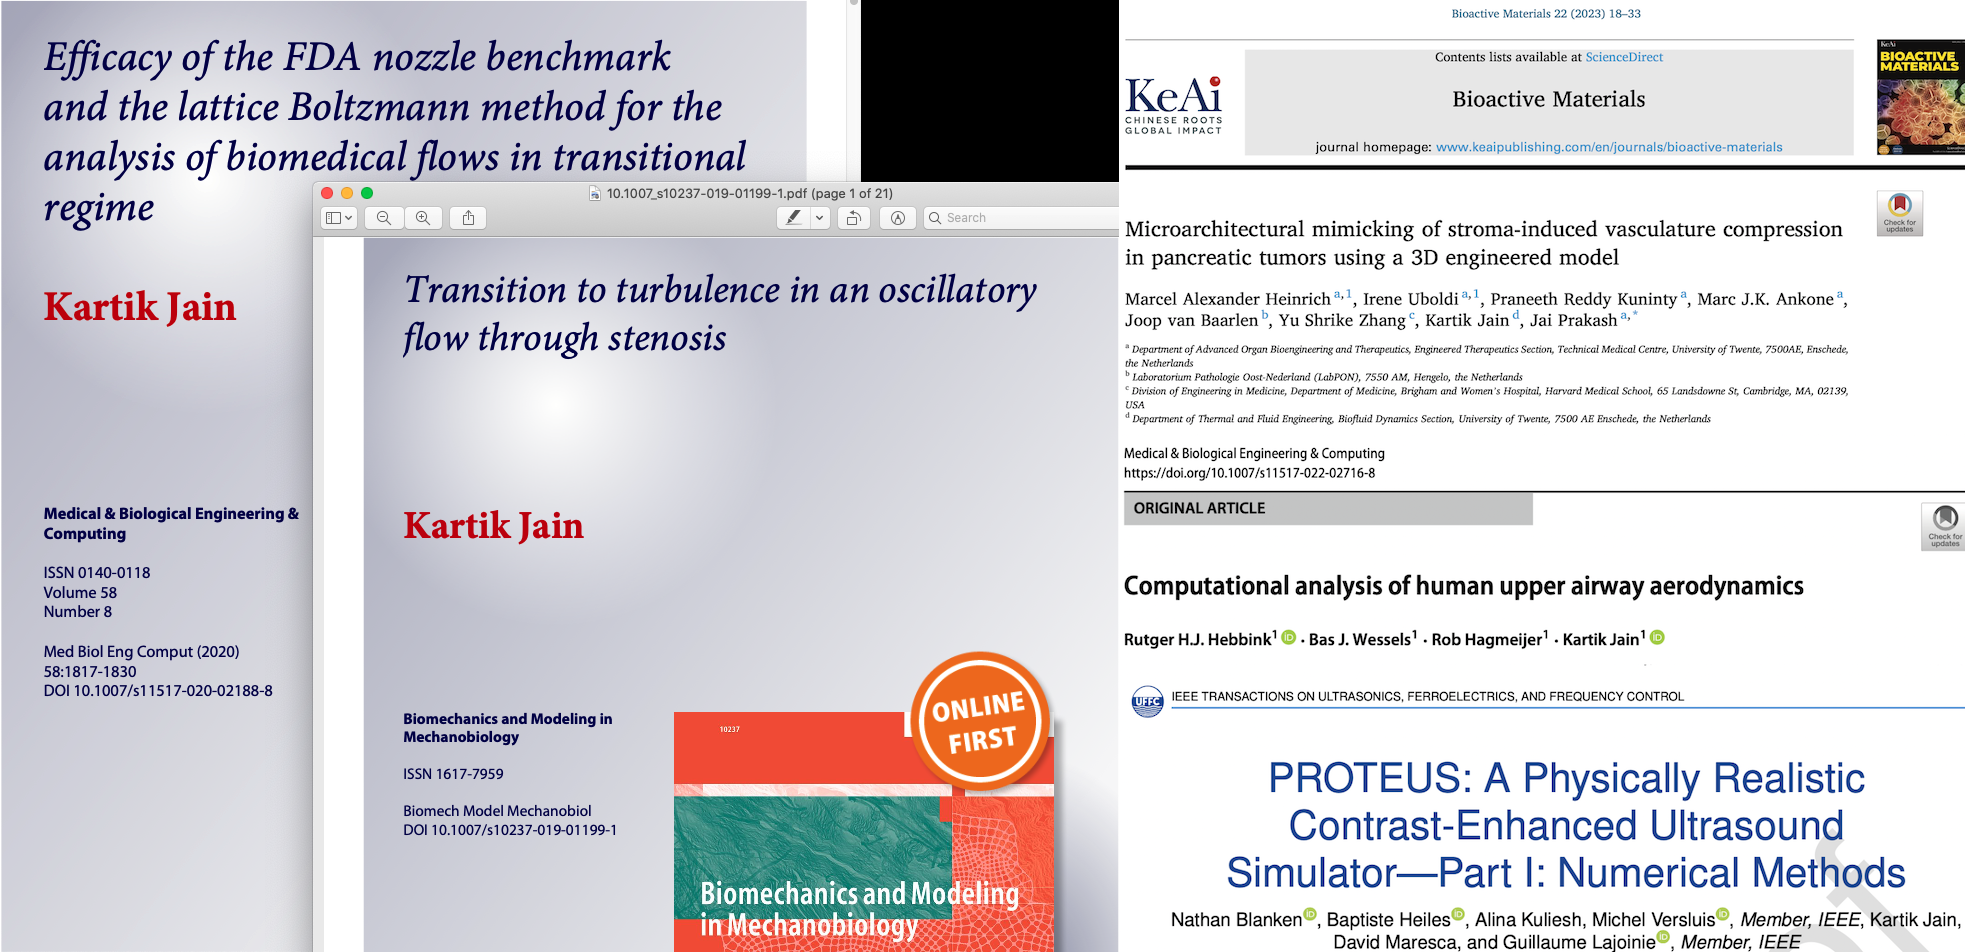 Efficacy of the FDA nozzle benchmark
and the lattice Boltzmann method for the
analysis of biomedical flows in transitional
regime
Kartik Jain
Medical & Biological Engineering &
Computing
ISSN 0140-0118
Volume 58
Number 8
Med Biol Eng Comput (2020)
58:1817-1830
DOI 10.1007/s11517-020-02188-8
10.1007_s10237-019-01199-1.pdf (page 1 of 21)
Search
Transition to turbulence in an oscillatory
flow through stenosis
Kartik Jain
Biomechanics and Modeling in
Mechanobiology
ISSN 1617-7959
Biomech Model Mechanobiol
DOI 10.1007/s10237-019-01199-1
ONLINE
FIRST
10237
Biomechanics and Modeling
in Mechanobiology
Bioactive Materials 22 (2023) 18–33
Contents lists available at ScienceDirect
Bioactive Materials
journal homepage: www.keaipublishing.com/en/journals/bioactive-materials
KeAi
CHINESE ROOTS
GLOBAL IMPACT
KeAi
BIOACTIVE
MATERIALS
Check for
updates
Microarchitectural mimicking of stroma-induced vasculature compression
in pancreatic tumors using a 3D engineered model
Marcel Alexander Heinrich a,1, Irene Uboldi a,1, Praneeth Reddy Kuninty a, Marc J.K. Ankone a,
Joop van Baarlen b, Yu Shrike Zhang c, Kartik Jain d, Jai Prakash a,*
a Department of Advanced Organ Bioengineering and Therapeutics, Engineered Therapeutics Section, Technical Medical Centre, University of Twente, 7500AE, Enschede,
the Netherlands
b Laboratorium Pathologie Oost-Nederland (LabPON), 7550 AM, Hengelo, the Netherlands
c Division of Engineering in Medicine, Department of Medicine, Brigham and Women's Hospital, Harvard Medical School, 65 Landsdowne St, Cambridge, MA, 02139,
USA
d Department of Thermal and Fluid Engineering, Biofluid Dynamics Section, University of Twente, 7500 AE Enschede, the Netherlands
Medical & Biological Engineering & Computing
https://doi.org/10.1007/s11517-022-02716-8
ORIGINAL ARTICLE
Check for
updates
Computational analysis of human upper airway aerodynamics
Rutger H.J. Hebbink1 iD · Bas J. Wessels1 · Rob Hagmeijer1 · Kartik Jain1 iD
UFFC
IEEE TRANSACTIONS ON ULTRASONICS, FERROELECTRICS, AND FREQUENCY CONTROL
PROTEUS: A Physically Realistic
Contrast-Enhanced Ultrasound
Simulator—Part I: Numerical Methods
Nathan Blanken iD, Baptiste Heiles iD, Alina Kuliesh, Michel Versluis iD, Member, IEEE, Kartik Jain,
David Maresca, and Guillaume Lajoinie iD, Member, IEEE